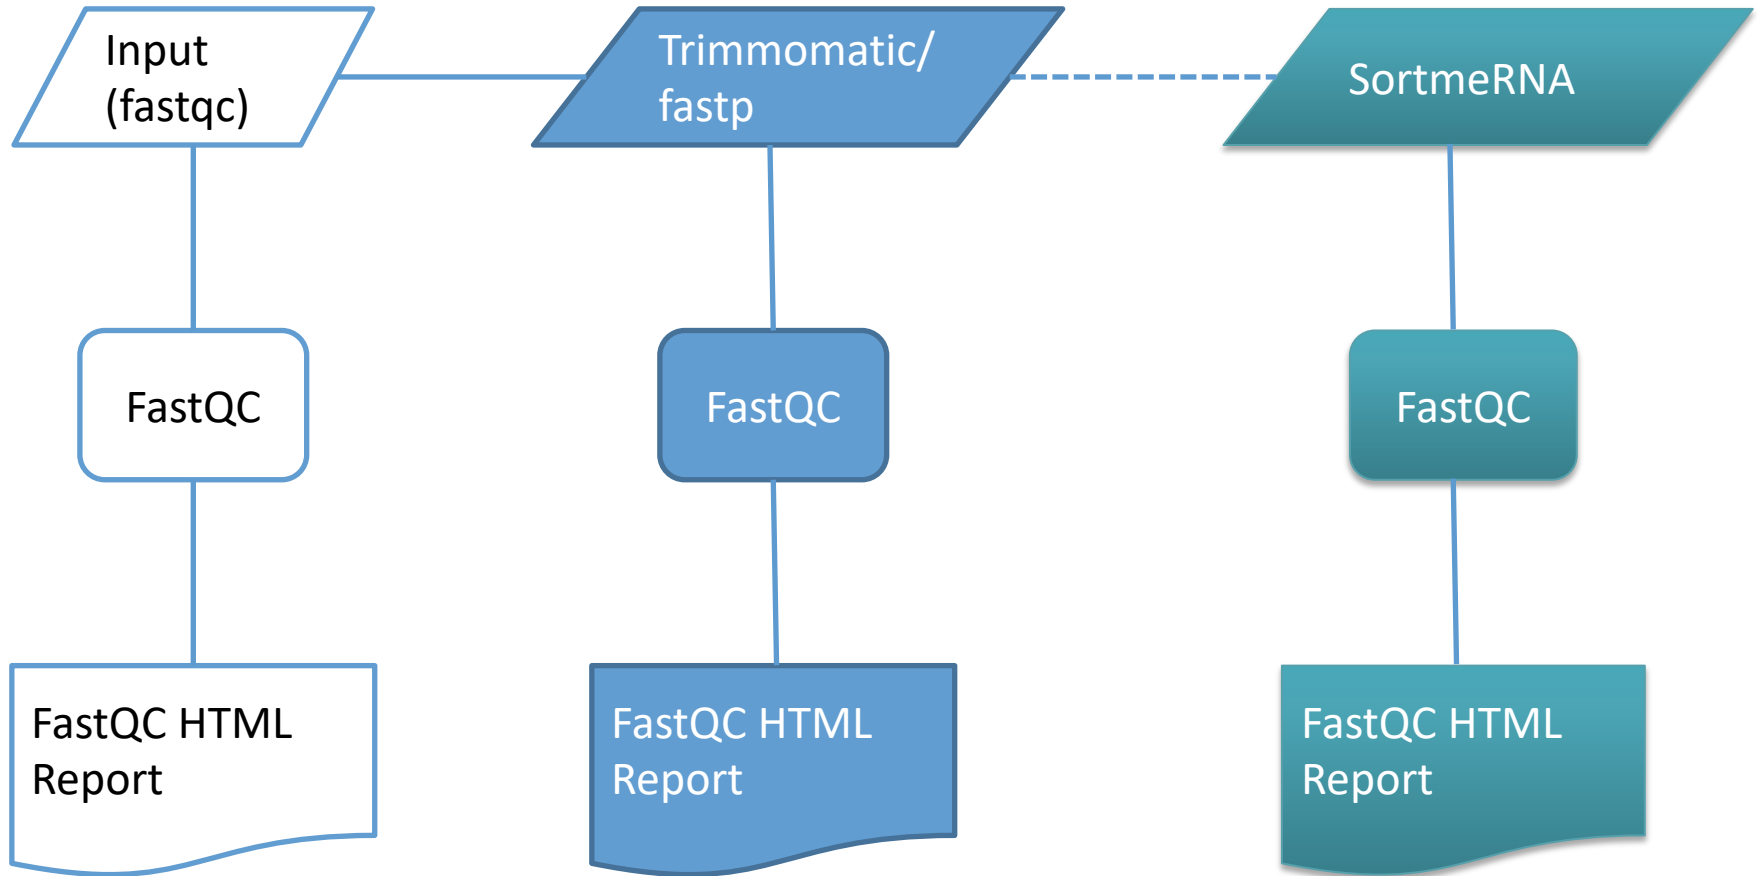 Input
(fastqc)
Trimmomatic/
fastp
SortmeRNA
FastQC
FastQC
FastQC
FastQC HTML
Report
FastQC HTML
Report
FastQC HTML
Report